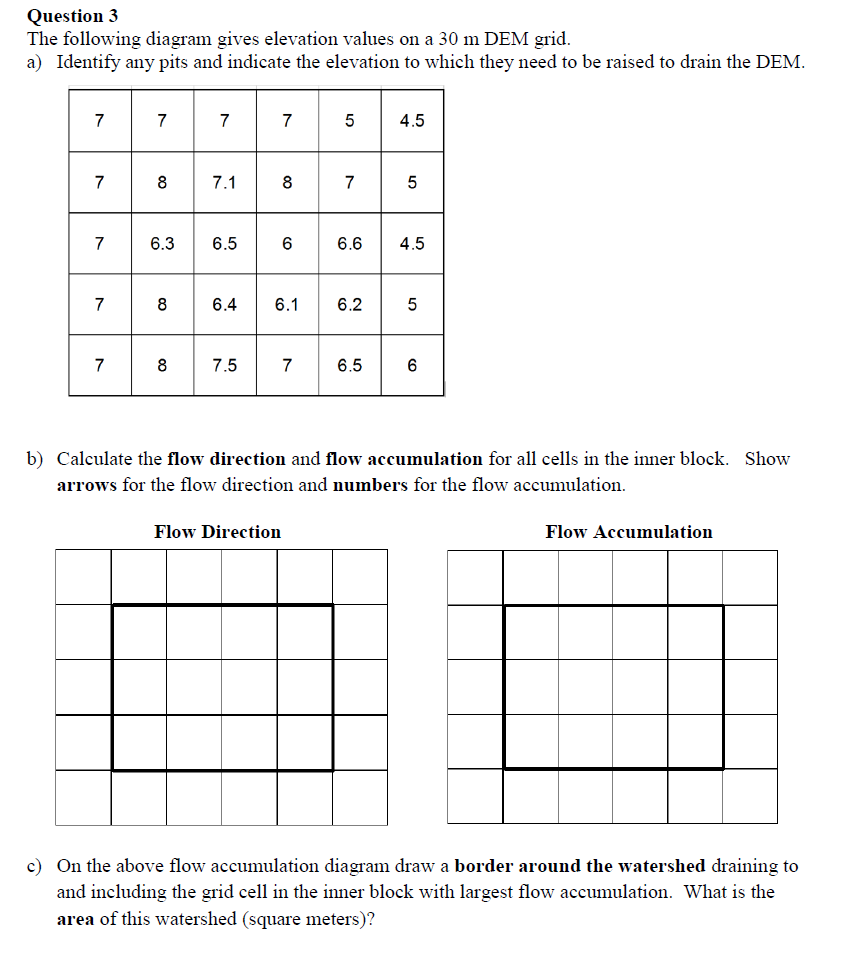 Question 3
The following diagram gives elevation values on a 30 m DEM grid.
a) Identify any pits and indicate the elevation to which they need to be raised to drain the DEM.
7 7 7 7 5 4.5
7 8 7.1 8 7 5
7 6.3 6.5 6 6.6 4.5
7 8 6.4 6.1 6.2 5
7 8 7.5 7 6.5 6
b) Calculate the flow direction and flow accumulation for all cells in the inner block. Show
arrows for the flow direction and numbers for the flow accumulation.
Flow Direction Flow Accumulation
c) On the above flow accumulation diagram draw a border around the watershed draining to
and including the grid cell in the inner block with largest flow accumulation. What is the
area of this watershed (square meters)?